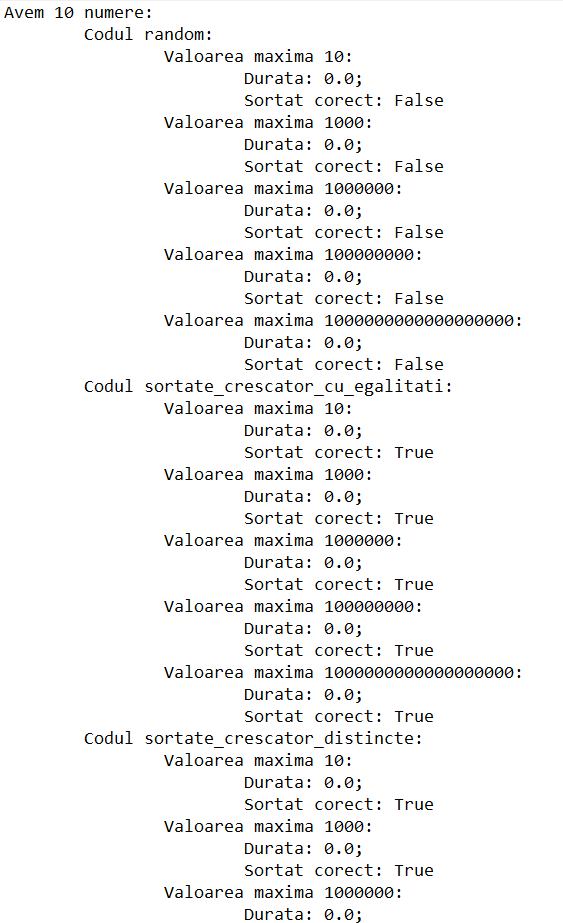 Avem 10 numere:
Codul random:
Valoarea maxima 10:
Durata: 0.0;
Sortat corect: False
Valoarea maxima 1000:
Durata: 0.0;
Sortat corect: False
Valoarea maxima 1000000:
Durata: 0.0;
Sortat corect: False
Valoarea maxima 100000000:
Durata: 0.0;
Sortat corect: False
Valoarea maxima 1000000000000000000:
Durata: 0.0;
Sortat corect: False
Codul sortate_crescator_cu_egalitati:
Valoarea maxima 10:
Durata: 0.0;
Sortat corect: True
Valoarea maxima 1000:
Durata: 0.0;
Sortat corect: True
Valoarea maxima 1000000:
Durata: 0.0;
Sortat corect: True
Valoarea maxima 100000000:
Durata: 0.0;
Sortat corect: True
Valoarea maxima 1000000000000000000:
Durata: 0.0;
Sortat corect: True
Codul sortate_crescator_distincte:
Valoarea maxima 10:
Durata: 0.0;
Sortat corect: True
Valoarea maxima 1000:
Durata: 0.0;
Sortat corect: True
Valoarea maxima 1000000:
Durata: 0.0;